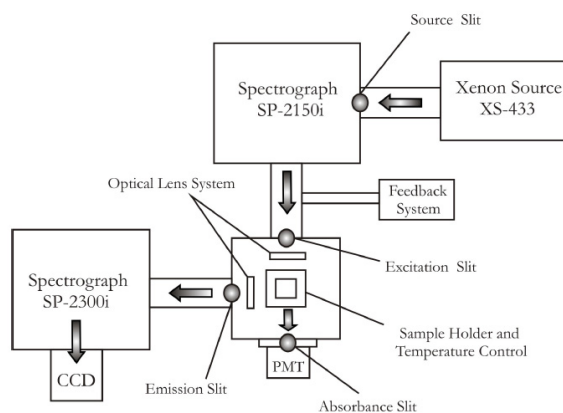 Source Slit
Spectrograph
SP-2150i
Xenon Source
XS-433
Optical Lens System
Feedback
System
Spectrograph
SP-2300i
Excitation Slit
Sample Holder and
Temperature Control
CCD
Emission Slit
PMT
Absorbance Slit